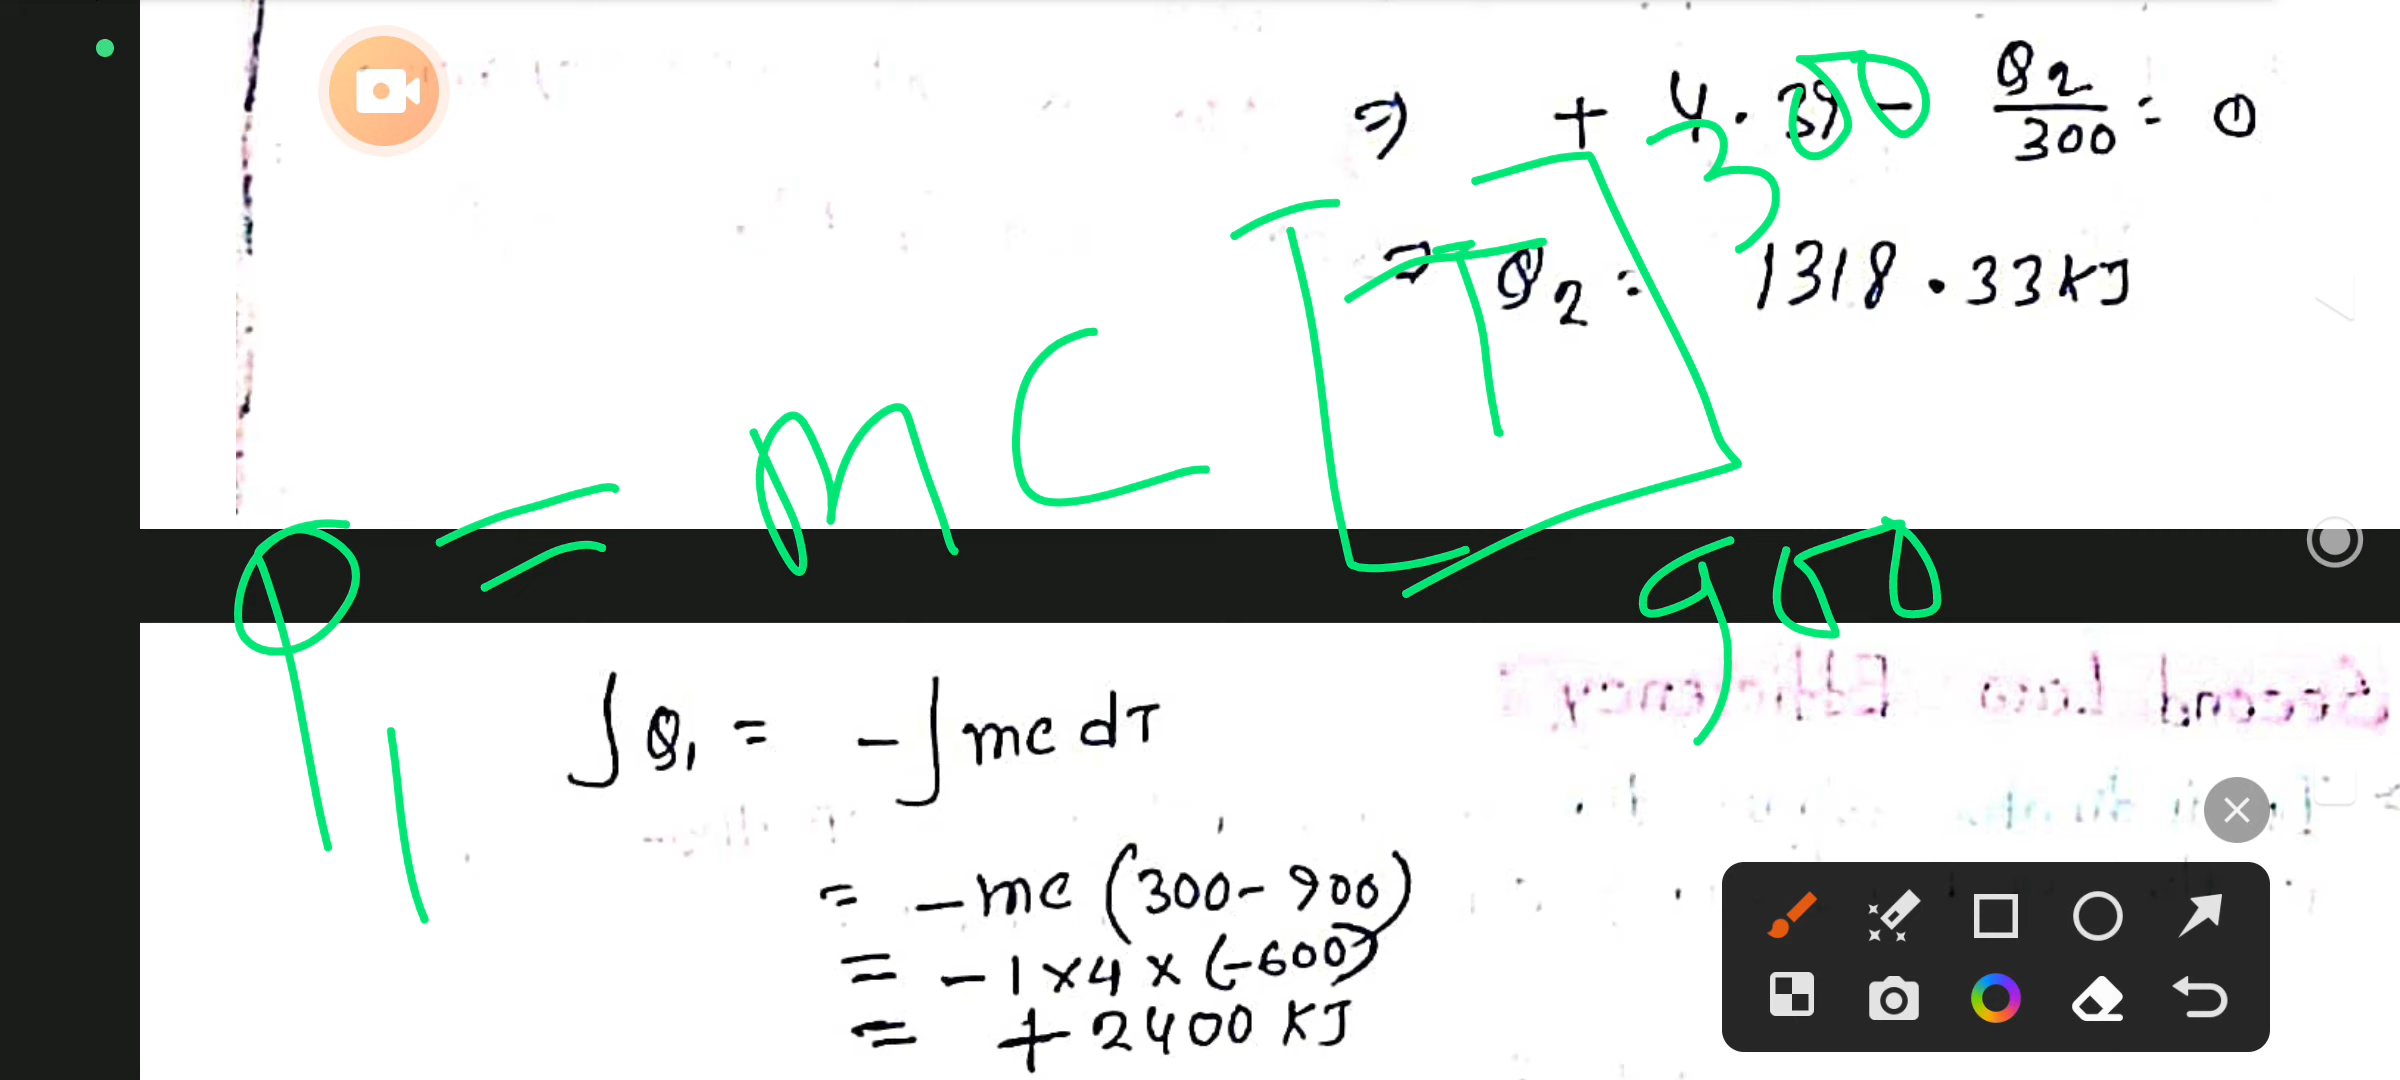 ⇒ + 4.39 - Q2/300 = 0
300
⇒ Q2 = 1318.33 KJ
Q1 = mc [T]
900
∫Q1 = -∫mc dT
= -mc (300-900)
= -1×4×(-600)
= +2400 KJ